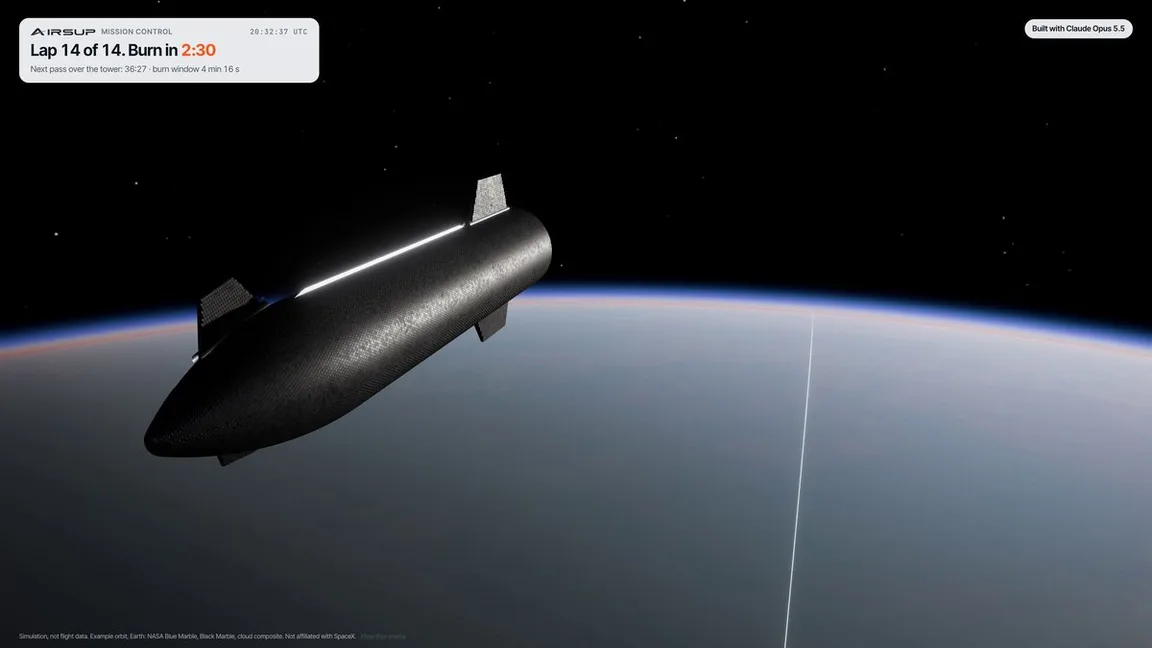 AIRSUP MISSION CONTROL 20:32:37 UTC
Lap 14 of 14. Burn in 2:30
Next pass over the tower: 36:27 · burn window 4 min 16 s
Built with Claude Opus 5.5
Simulation, not flight data. Example orbit, Earth: NASA Blue Marble, Black Marble, cloud composite. Not affiliated with SpaceX.